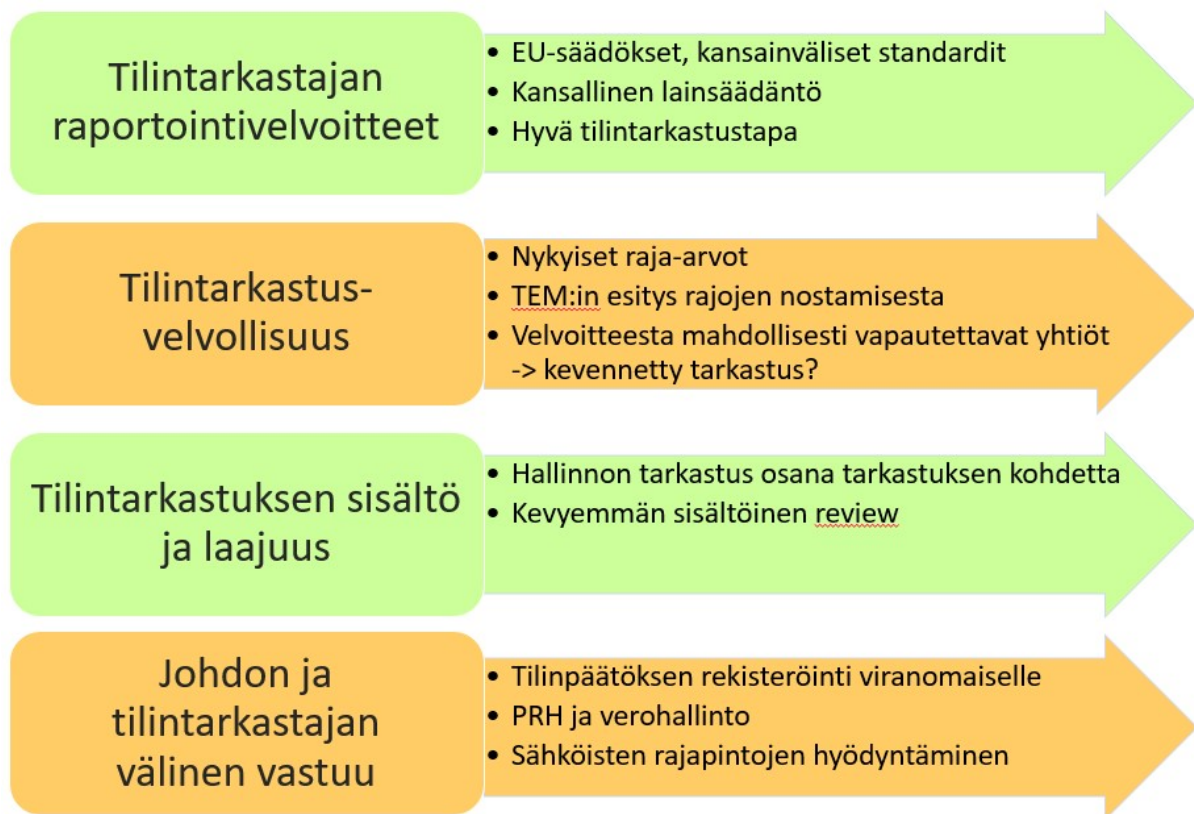 Tilintarkastajan
raportointivelvoitteet
• EU-säädökset, kansainväliset standardit
• Kansallinen lainsäädäntö
• Hyvä tilintarkastustapa
Tilintarkastus-
velvollisuus
• Nykyiset raja-arvot
• TEM:in esitys rajojen nostamisesta
• Velvoitteesta mahdollisesti vapautettavat yhtiöt
-> kevennetty tarkastus?
Tilintarkastuksen sisältö
ja laajuus
• Hallinnon tarkastus osana tarkastuksen kohdetta
• Kevyemmän sisältöinen review
Johdon ja
tilintarkastajan
välinen vastuu
• Tilinpäätöksen rekisteröinti viranomaiselle
• PRH ja verohallinto
• Sähköisten rajapintojen hyödyntäminen